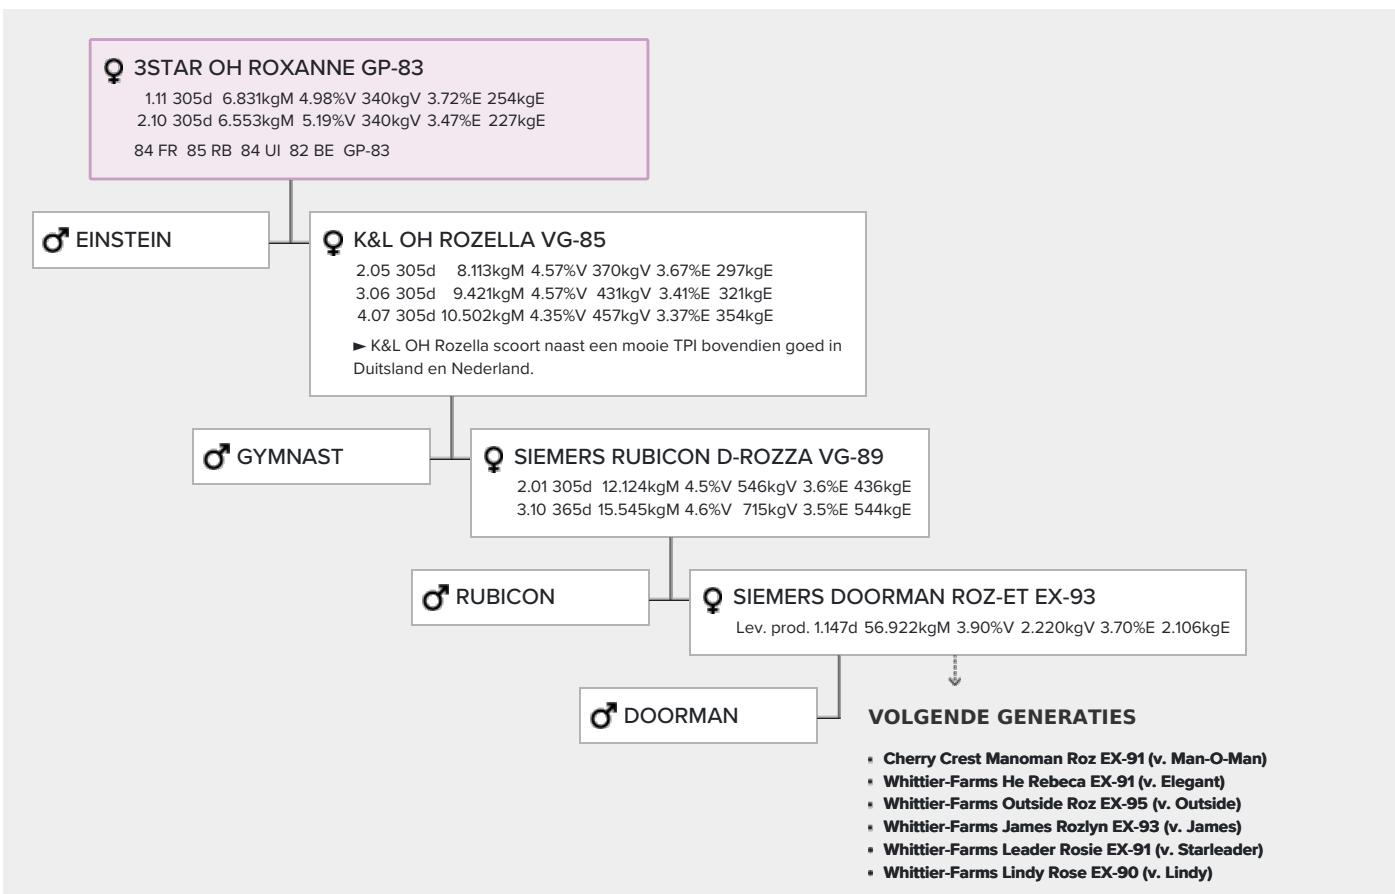 3STAR OH ROXANNE GP-83
1.11 305d 6.831kgM 4.98%V 340kgV 3.72%E 254kgE
2.10 305d 6.553kgM 5.19%V 340kgV 3.47%E 227kgE
84 FR 85 RB 84 UI 82 BE GP-83
EINSTEIN
K&L OH ROZELLA VG-85
2.05 305d 8.113kgM 4.57%V 370kgV 3.67%E 297kgE
3.06 305d 9.421kgM 4.57%V 431kgV 3.41%E 321kgE
4.07 305d 10.502kgM 4.35%V 457kgV 3.37%E 354kgE
► K&L OH Rozella scoort naast een mooie TPI bovendien goed in
Duitsland en Nederland.
GYMNAST
SIEMERS RUBICON D-ROZZA VG-89
2.01 305d 12.124kgM 4.5%V 546kgV 3.6%E 436kgE
3.10 365d 15.545kgM 4.6%V 715kgV 3.5%E 544kgE
RUBICON
SIEMERS DOORMAN ROZ-ET EX-93
Lev. prod. 1.147d 56.922kgM 3.90%V 2.220kgV 3.70%E 2.106kgE
DOORMAN
VOLGENDE GENERATIES
▪ Cherry Crest Manoman Roz EX-91 (v. Man-O-Man)
▪ Whittier-Farms He Rebeca EX-91 (v. Elegant)
▪ Whittier-Farms Outside Roz EX-95 (v. Outside)
▪ Whittier-Farms James Rozlyn EX-93 (v. James)
▪ Whittier-Farms Leader Rosie EX-91 (v. Starleader)
▪ Whittier-Farms Lindy Rose EX-90 (v. Lindy)